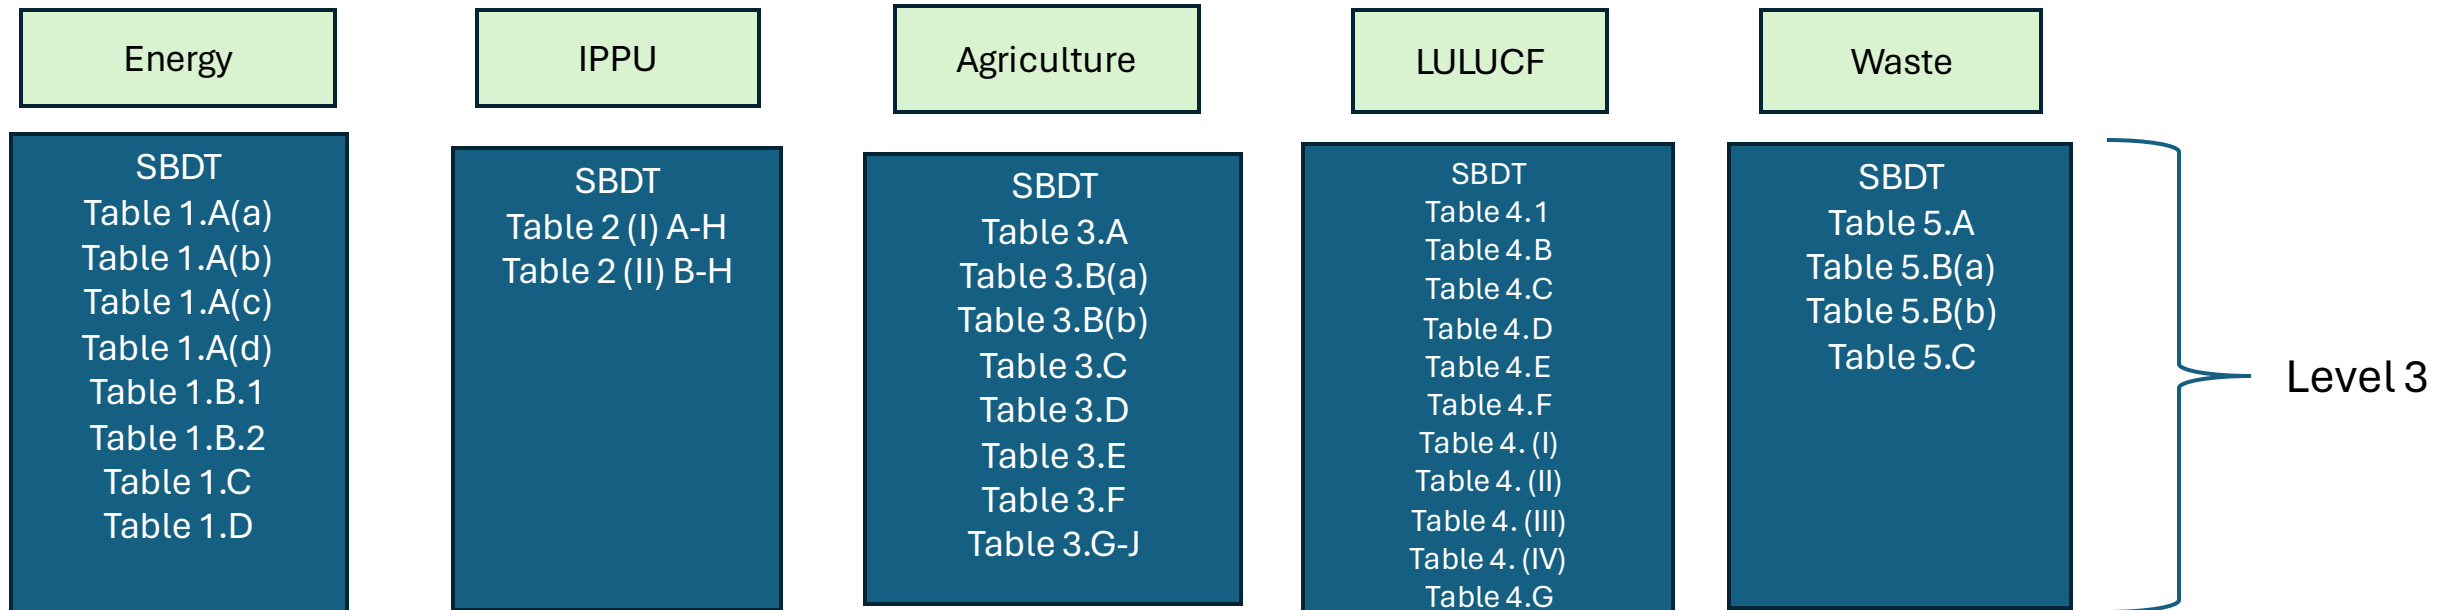 Energy
SBDT
Table 1.A(a)
Table 1.A(b)
Table 1.A(c)
Table 1.A(d)
Table 1.B.1
Table 1.B.2
Table 1.C
Table 1.D
IPPU
SBDT
Table 2 (I) A-H
Table 2 (II) B-H
Agriculture
SBDT
Table 3.A
Table 3.B(a)
Table 3.B(b)
Table 3.C
Table 3.D
Table 3.E
Table 3.F
Table 3.G-J
LULUCF
SBDT
Table 4.1
Table 4.B
Table 4.C
Table 4.D
Table 4.E
Table 4.F
Table 4. (I)
Table 4. (II)
Table 4. (III)
Table 4. (IV)
Table 4.G
Waste
SBDT
Table 5.A
Table 5.B(a)
Table 5.B(b)
Table 5.C
Level 3